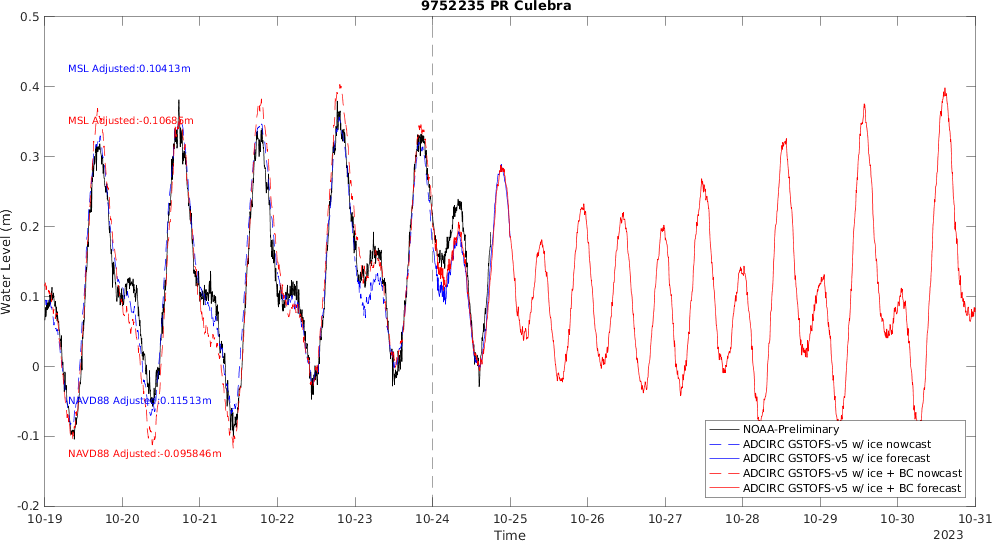 9752235 PR Culebra
0.5
0.4
0.3
0.2
0.1
0
-0.1
-0.2
Water Level (m)
MSL Adjusted:0.10413m
MSL Adjusted:-0.10685m
NAVD88 Adjusted:0.11513m
NAVD88 Adjusted:-0.095846m
NOAA-Preliminary
ADCIRC GSTOFS-v5 w/ ice nowcast
ADCIRC GSTOFS-v5 w/ ice forecast
ADCIRC GSTOFS-v5 w/ ice + BC nowcast
ADCIRC GSTOFS-v5 w/ ice + BC forecast
10-19 10-20 10-21 10-22 10-23 10-24 10-25 10-26 10-27 10-28 10-29 10-30 10-31
Time
2023